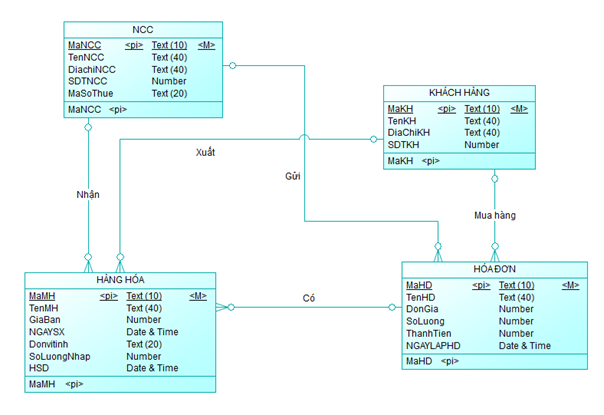 NCC
MaNCC <pi> Text (10) <M>
TenNCC Text (40)
DiachiNCC Text (40)
SDTNCC Number
MaSoThue Text (20)
MaNCC <pi>
KHÁCH HÀNG
MaKH <pi> Text (10) <M>
TenKH Text (40)
DiaChiKH Text (40)
SDTKH Number
MaKH <pi>
Xuất
Gửi
Nhận
Mua hàng
HÀNG HÓA
MaMH <pi> Text (10) <M>
TenMH Text (40)
GiaBan Number
NGAYSX Date & Time
Donvitinh Text (20)
SoLuongNhap Number
HSD Date & Time
MaMH <pi>
Có
HÓA ĐƠN
MaHD <pi> Text (10) <M>
TenHD Text (40)
DonGia Number
SoLuong Number
ThanhTien Number
NGAYLAPHD Date & Time
MaHD <pi>